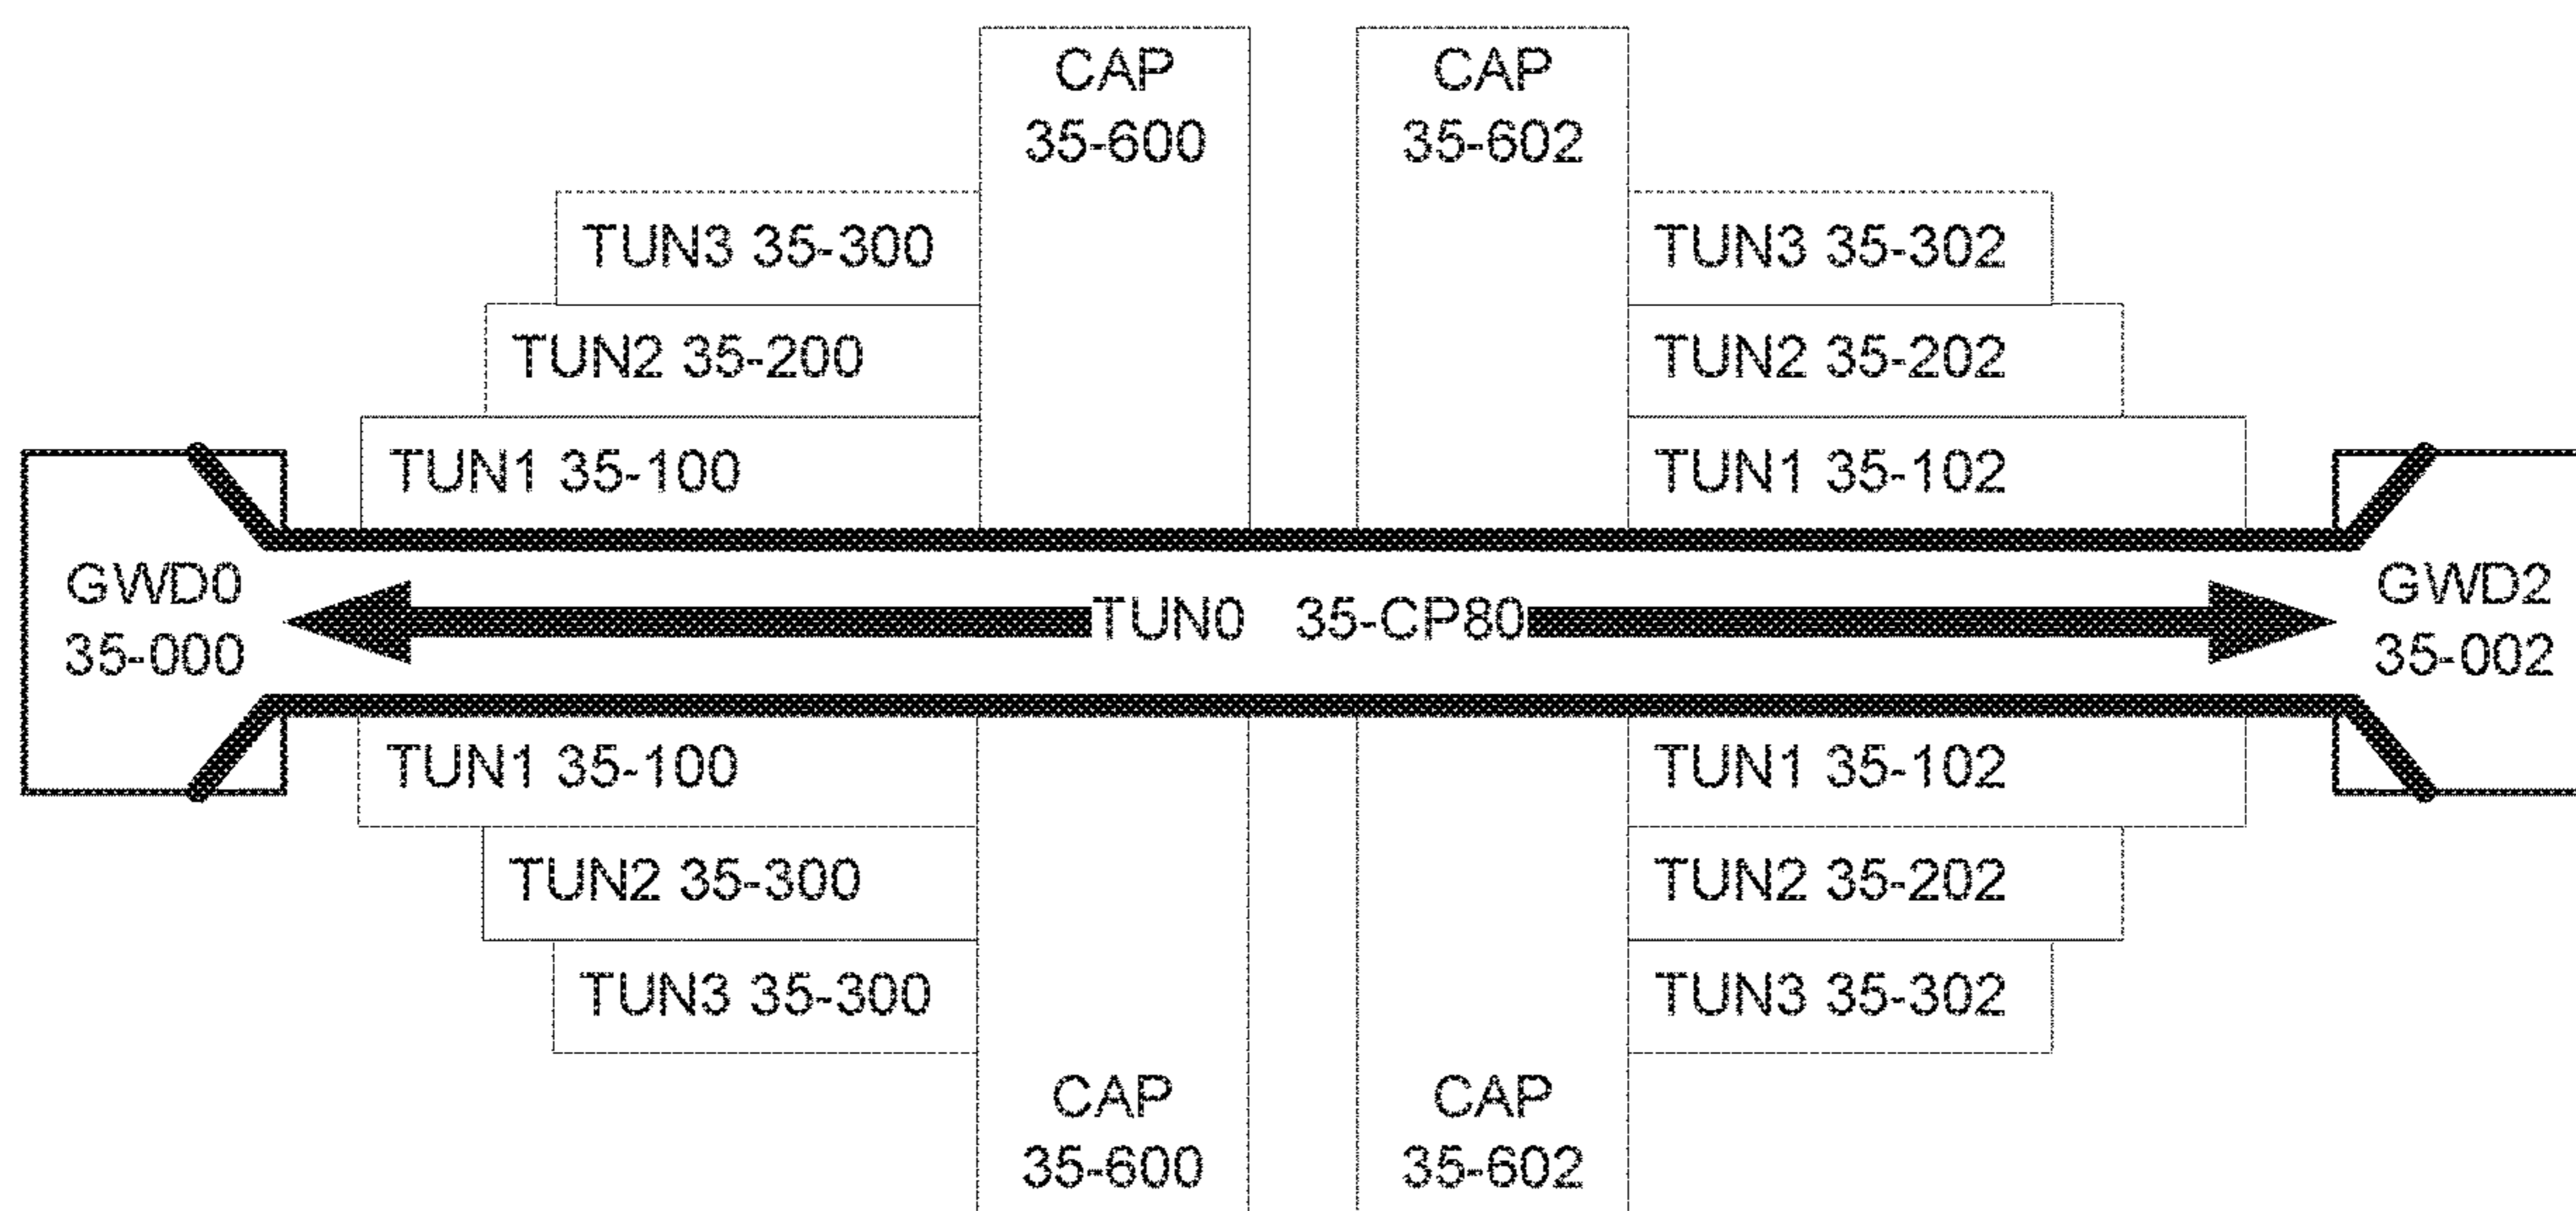 CAP
35-600
CAP
35-602
TUN3 35-300
TUN3 35-302
TUN2 35-200
TUN2 35-202
TUN1 35-100
TUN1 35-102
GWD0
35-000
TUN0 35-CP80
GWD2
35-002
TUN1 35-100
TUN1 35-102
TUN2 35-300
TUN2 35-202
TUN3 35-300
TUN3 35-302
CAP
35-600
CAP
35-602